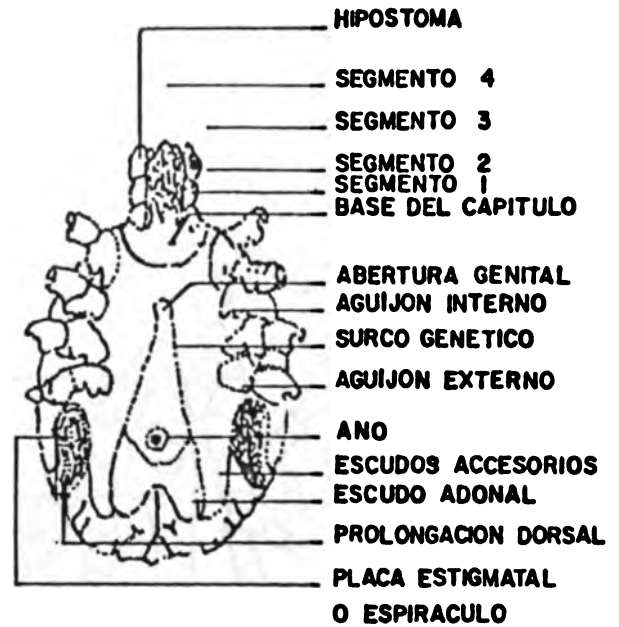 HIPOSTOMA
SEGMENTO 4
SEGMENTO 3
SEGMENTO 2
SEGMENTO 1
BASE DEL CAPITULO
ABERTURA GENITAL
AGUIJON INTERNO
SURCO GENETICO
AGUIJON EXTERNO
ANO
ESCUDOS ACCESORIOS
ESCUDO ADONAL
PROLONGACION DORSAL
PLACA ESTIGMATAL
O ESPIRACULO